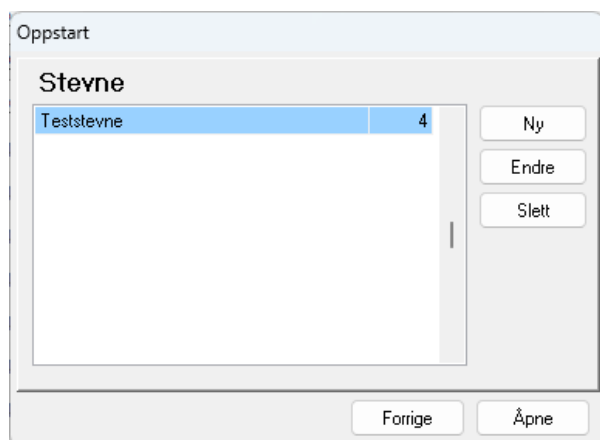 Oppstart
Stevne
Teststevne 4
Ny
Endre
Slett
Forrige Åpne